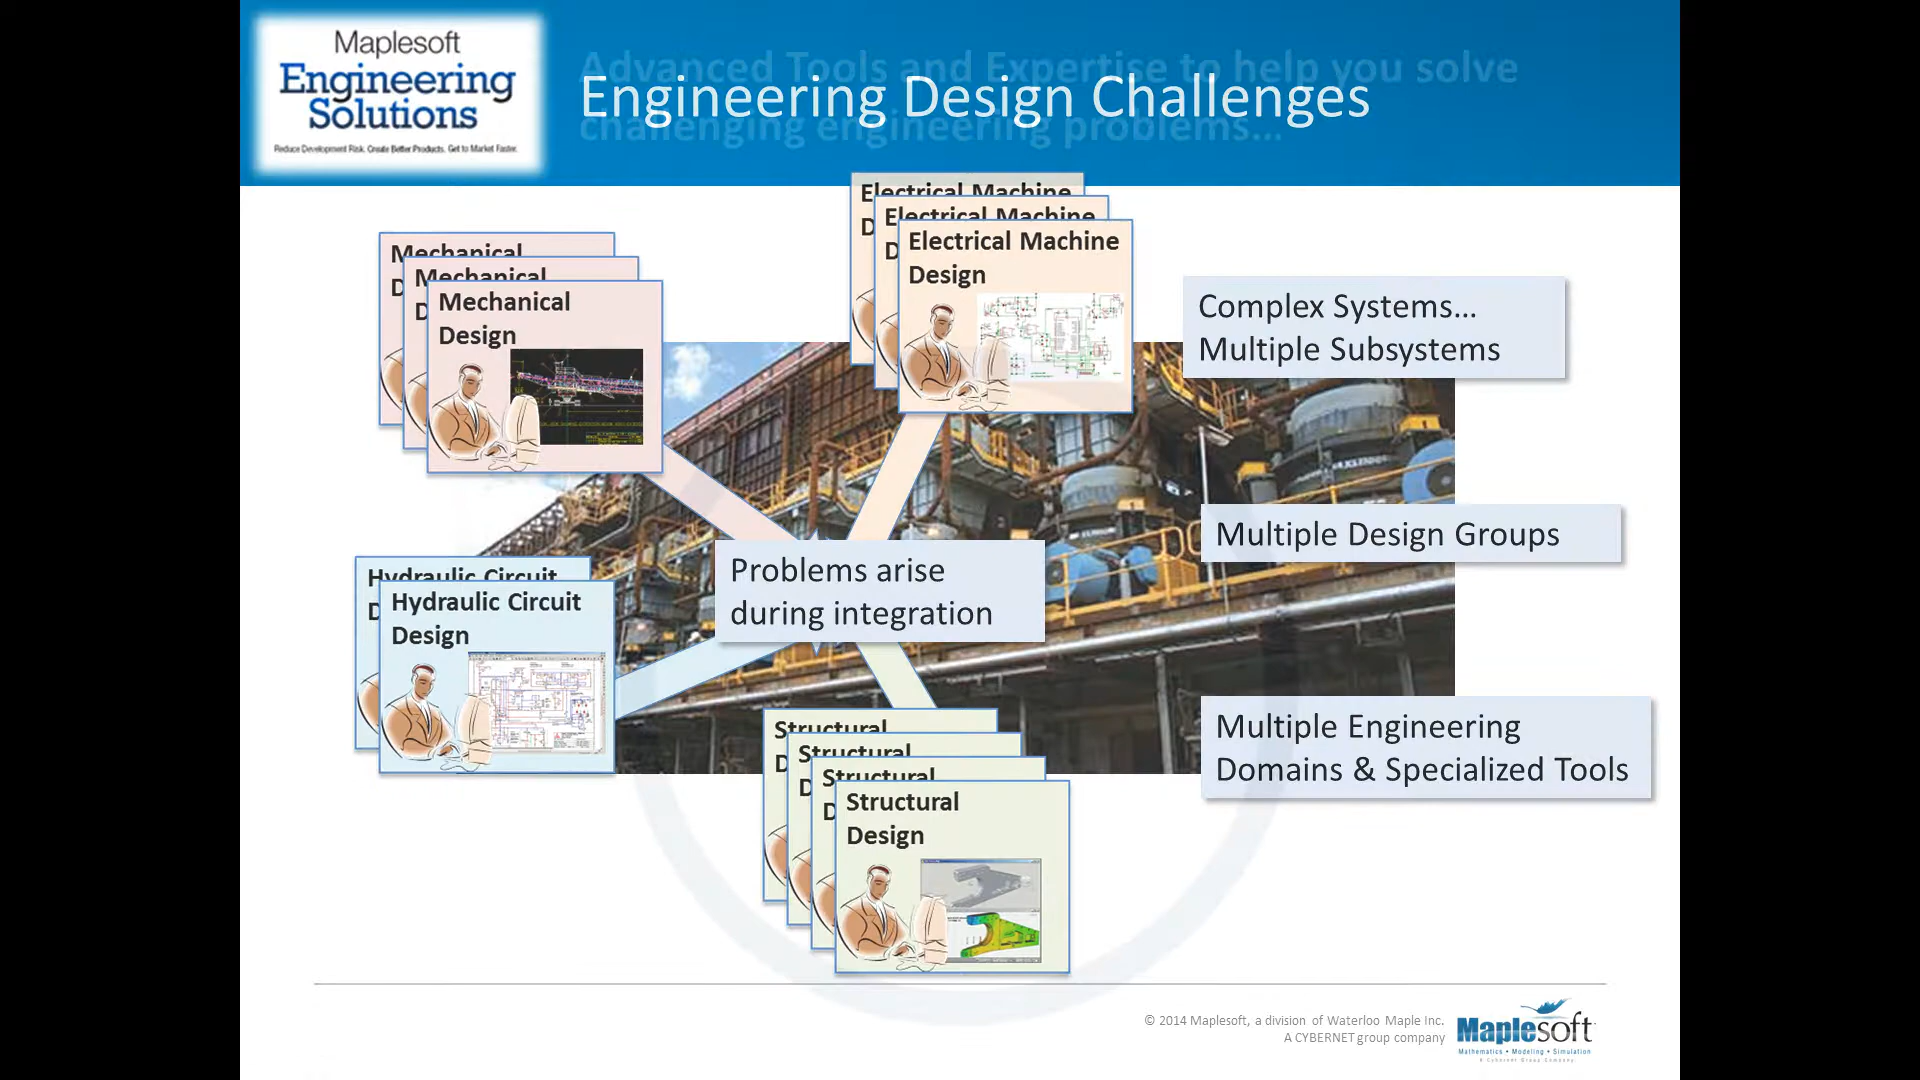 Maplesoft
Engineering
Solutions
Reduce Development Risk. Create Better Products. Get to Market Faster.
Advanced Tools and Expertise to help you solve
challenging engineering problems...
Engineering Design Challenges
Electrical Machine
D
Electrical Machine
D
Electrical Machine
Design
Mechanical
D
Mechanical
D
Mechanical
Design
Complex Systems...
Multiple Subsystems
Multiple Design Groups
Problems arise
during integration
Hydraulic Circuit
D
Hydraulic Circuit
Design
Multiple Engineering
Domains & Specialized Tools
Structural
D
Structural
D
Structural
D
Structural
Design
© 2014 Maplesoft, a division of Waterloo Maple Inc.
A CYBERNET group company
Maplesoft
Mathematics • Modeling • Simulation
A Cybernet Group Company